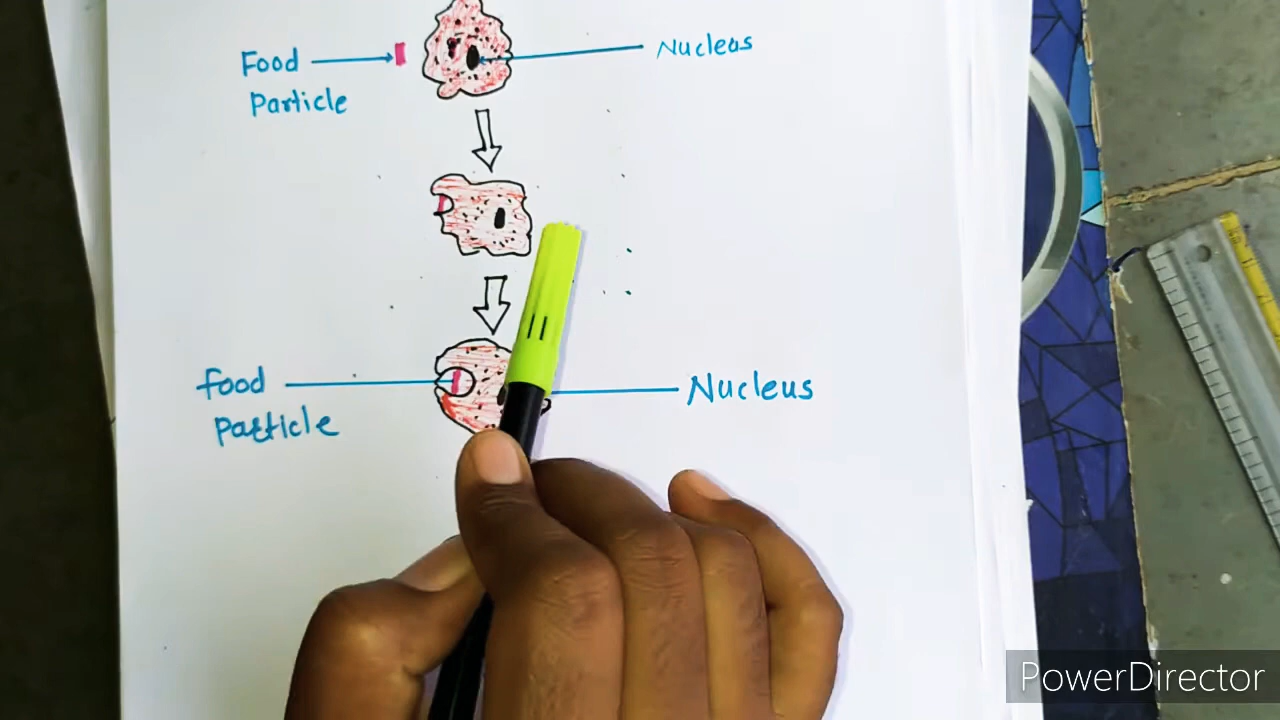 Food
Particle
Nucleus
Food
Particle
Nucleus
PowerDirector